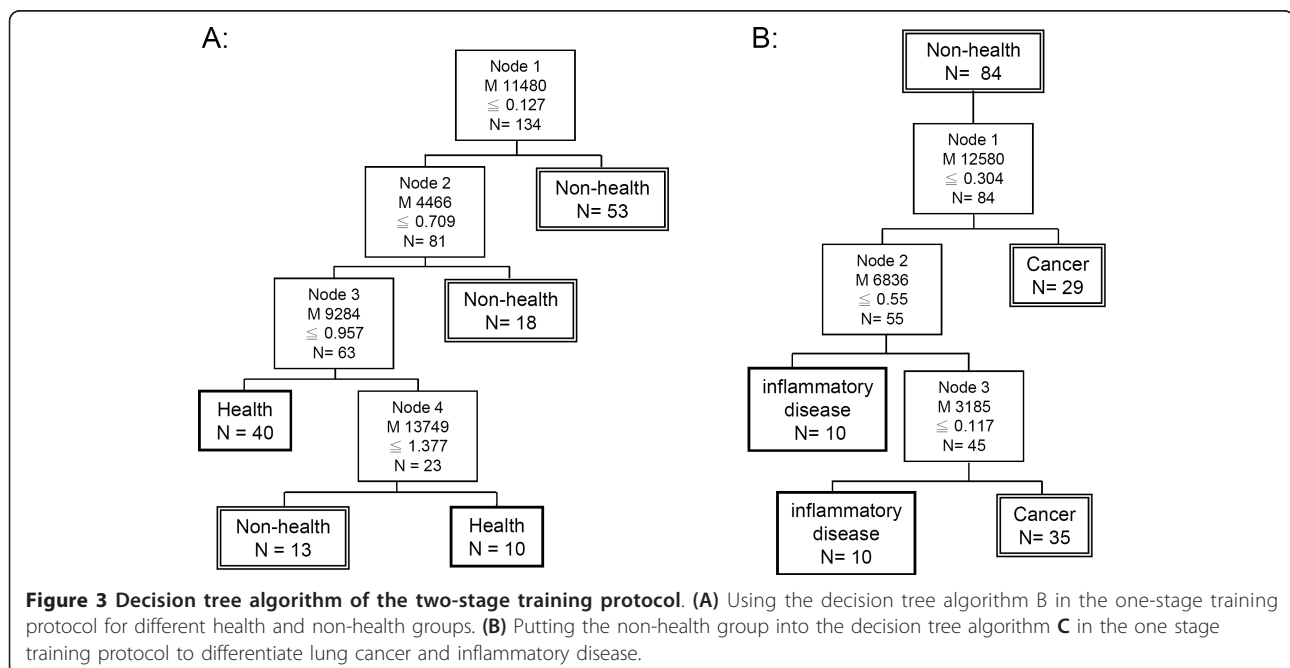 A:
Node 1
M 11480
≦ 0.127
N= 134
Node 2
M 4466
≦ 0.709
N= 81
Non-health
N= 53
Node 3
M 9284
≦ 0.957
N= 63
Non-health
N= 18
Health
N = 40
Node 4
M 13749
≦ 1.377
N = 23
Non-health
N = 13
Health
N = 10
B:
Non-health
N= 84
Node 1
M 12580
≦ 0.304
N= 84
Node 2
M 6836
≦ 0.55
N= 55
Cancer
N= 29
inflammatory
disease
N= 10
Node 3
M 3185
≦ 0.117
N= 45
inflammatory
disease
N= 10
Cancer
N= 35
Figure 3 Decision tree algorithm of the two-stage training protocol. (A) Using the decision tree algorithm B in the one-stage training
protocol for different health and non-health groups. (B) Putting the non-health group into the decision tree algorithm C in the one stage
training protocol to differentiate lung cancer and inflammatory disease.